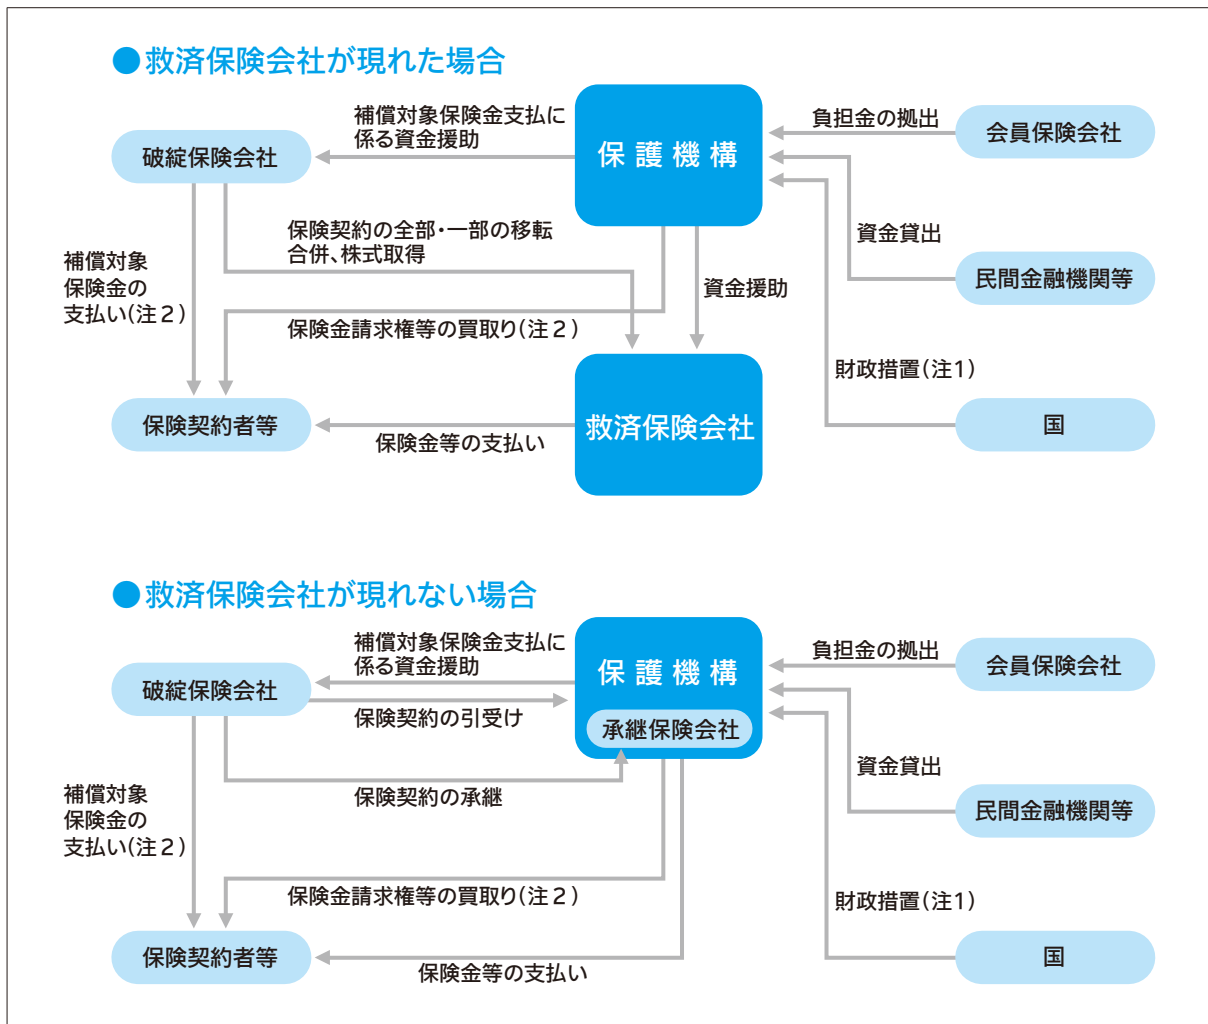 ●救済保険会社が現れた場合
補償対象保険金支払に
係る資金援助
保護機構
負担金の拠出
会員保険会社
破綻保険会社
保険契約の全部・一部の移転
合併、株式取得
資金貸出
補償対象
保険金の
支払い(注2)
資金援助
民間金融機関等
保険金請求権等の買取り(注2)
財政措置(注1)
保険契約者等
救済保険会社
国
保険金等の支払い
●救済保険会社が現れない場合
補償対象保険金支払に
係る資金援助
保護機構
負担金の拠出
会員保険会社
破綻保険会社
保険契約の引受け
承継保険会社
資金貸出
保険契約の承継
補償対象
保険金の
支払い(注2)
民間金融機関等
保険金請求権等の買取り(注2)
財政措置(注1)
保険契約者等
国
保険金等の支払い